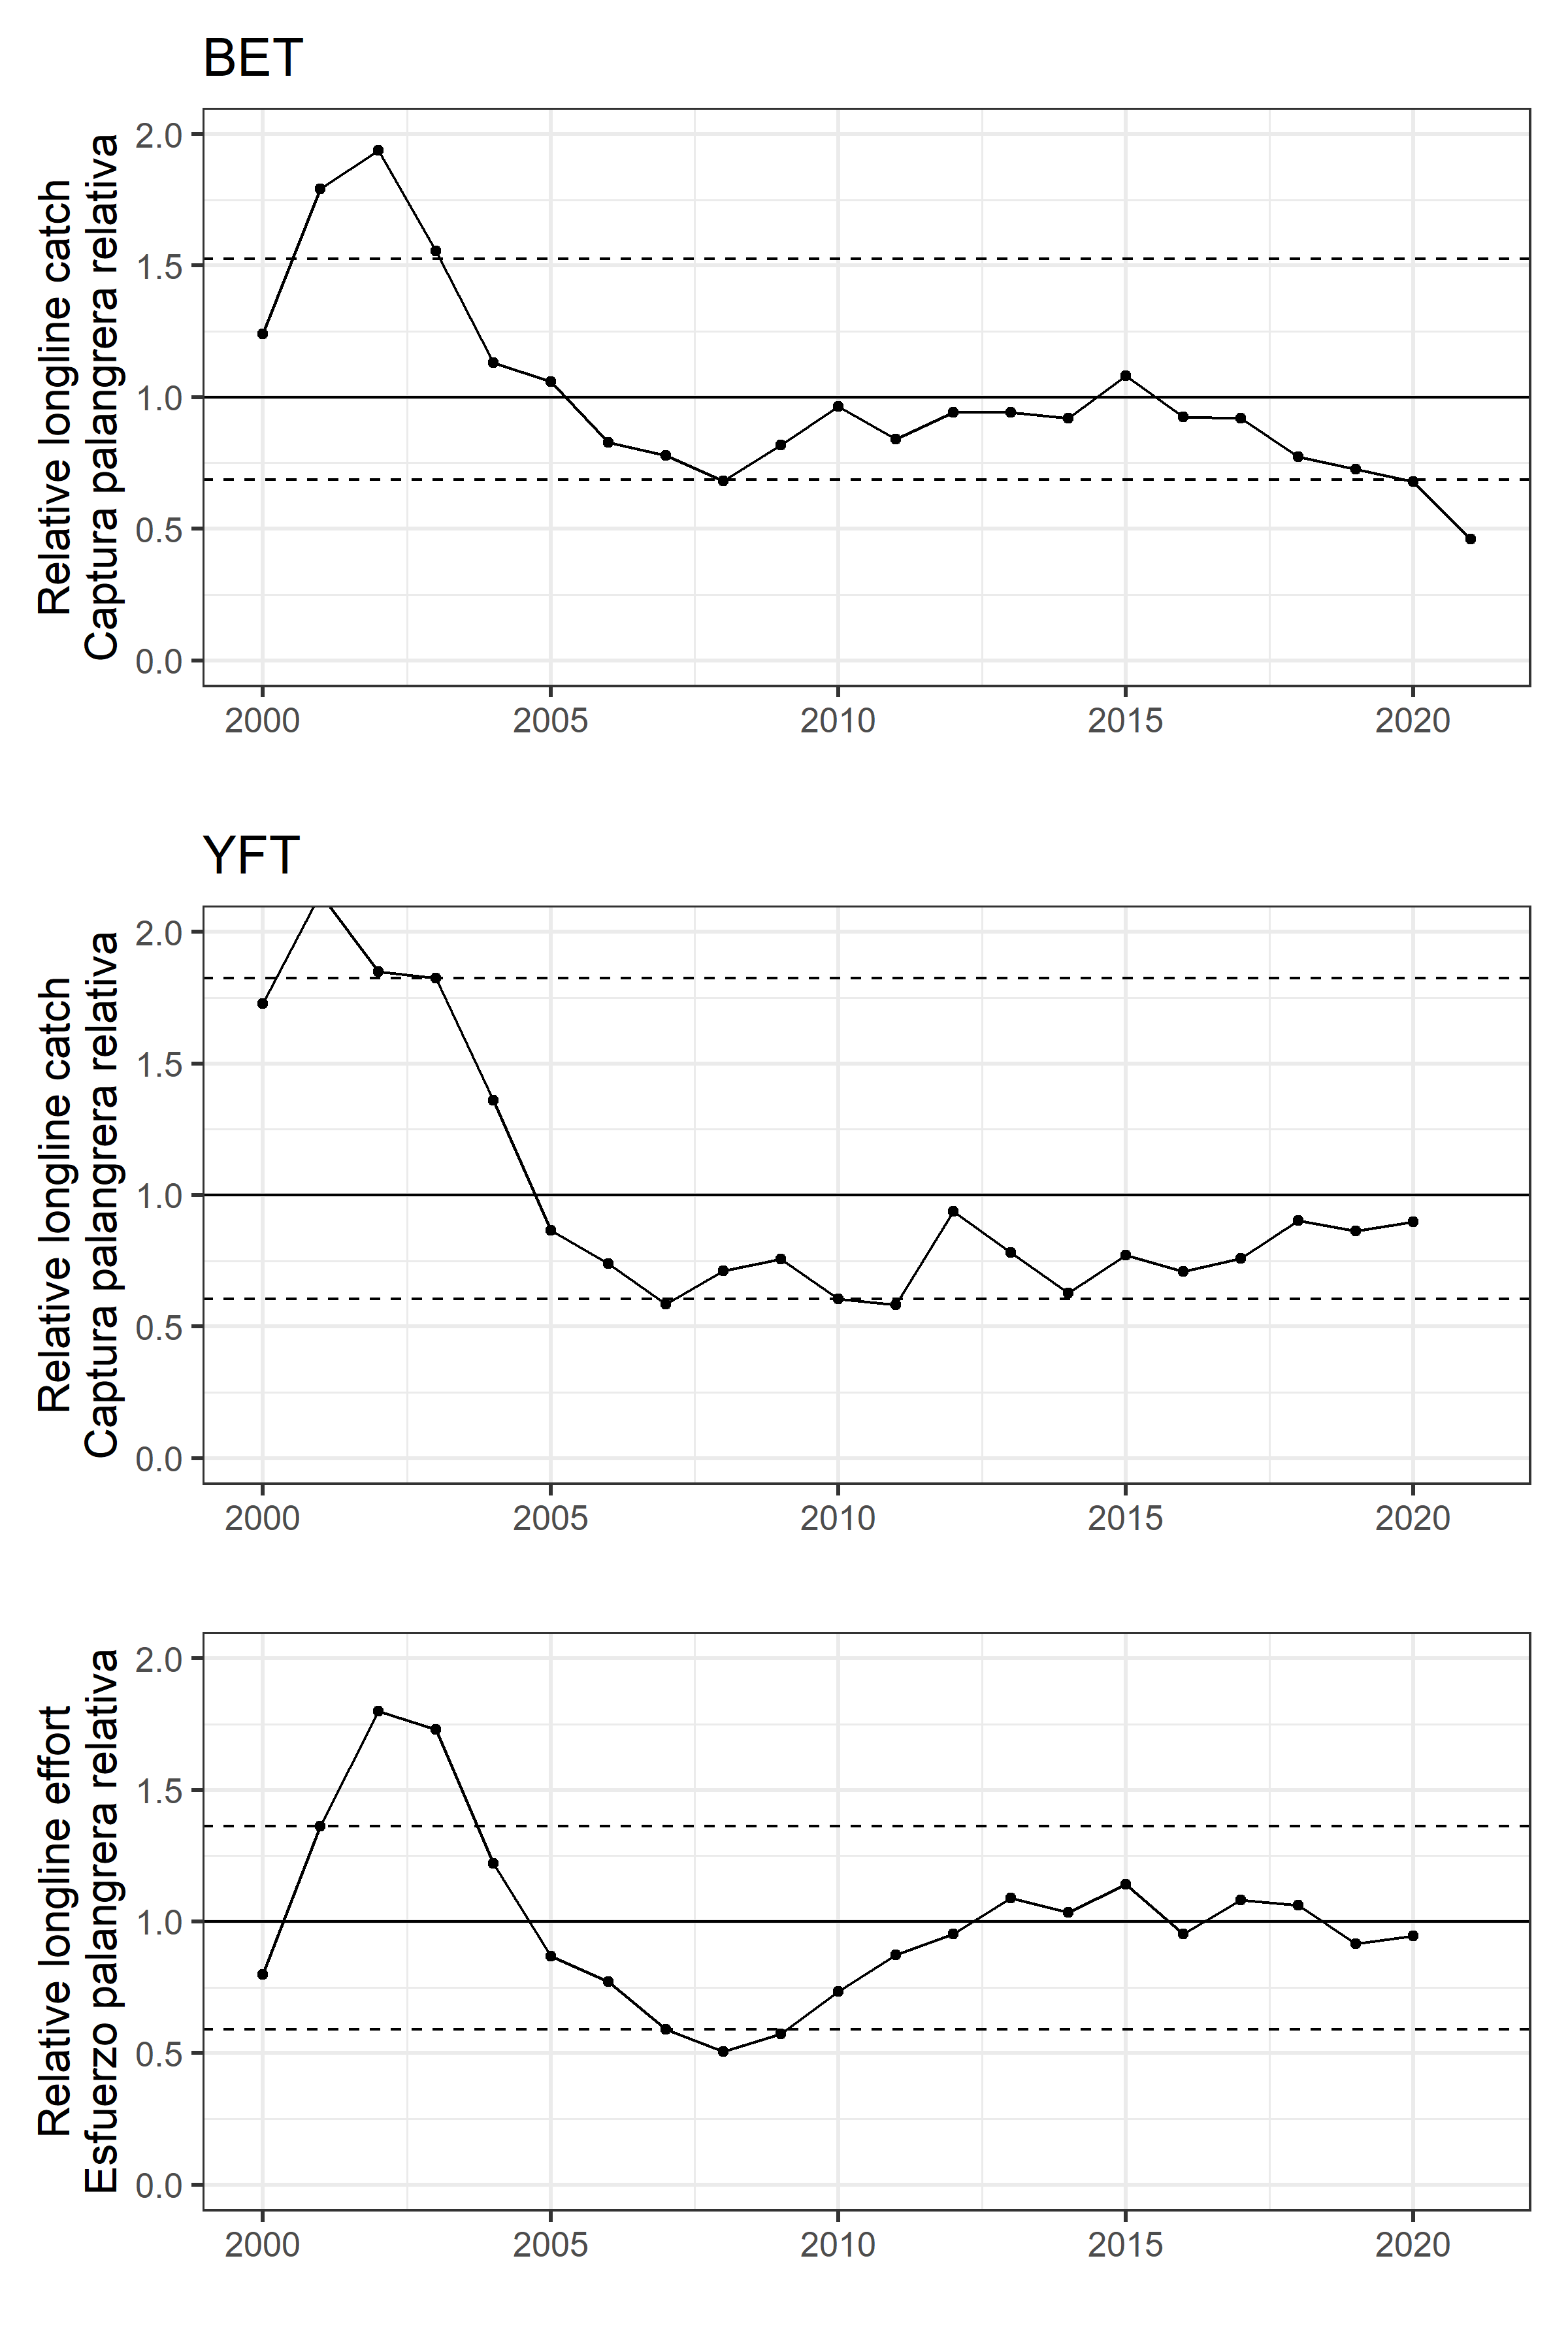 BET
Relative longline catch
Captura palangrera relativa
2.0
1.5
1.0
0.5
0.0
2000 2005 2010 2015 2020
YFT
Relative longline catch
Captura palangrera relativa
2.0
1.5
1.0
0.5
0.0
2000 2005 2010 2015 2020
Relative longline effort
Esfuerzo palangrera relativa
2.0
1.5
1.0
0.5
0.0
2000 2005 2010 2015 2020